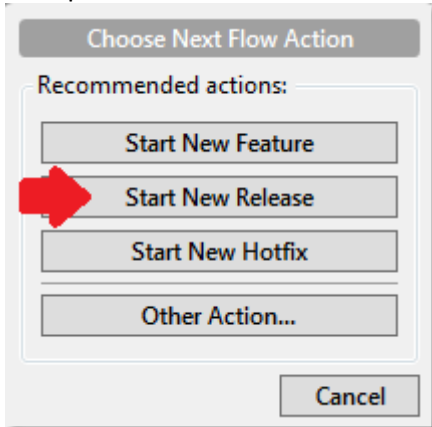 Choose Next Flow Action
Recommended actions:
Start New Feature
Start New Release
Start New Hotfix
Other Action...
Cancel